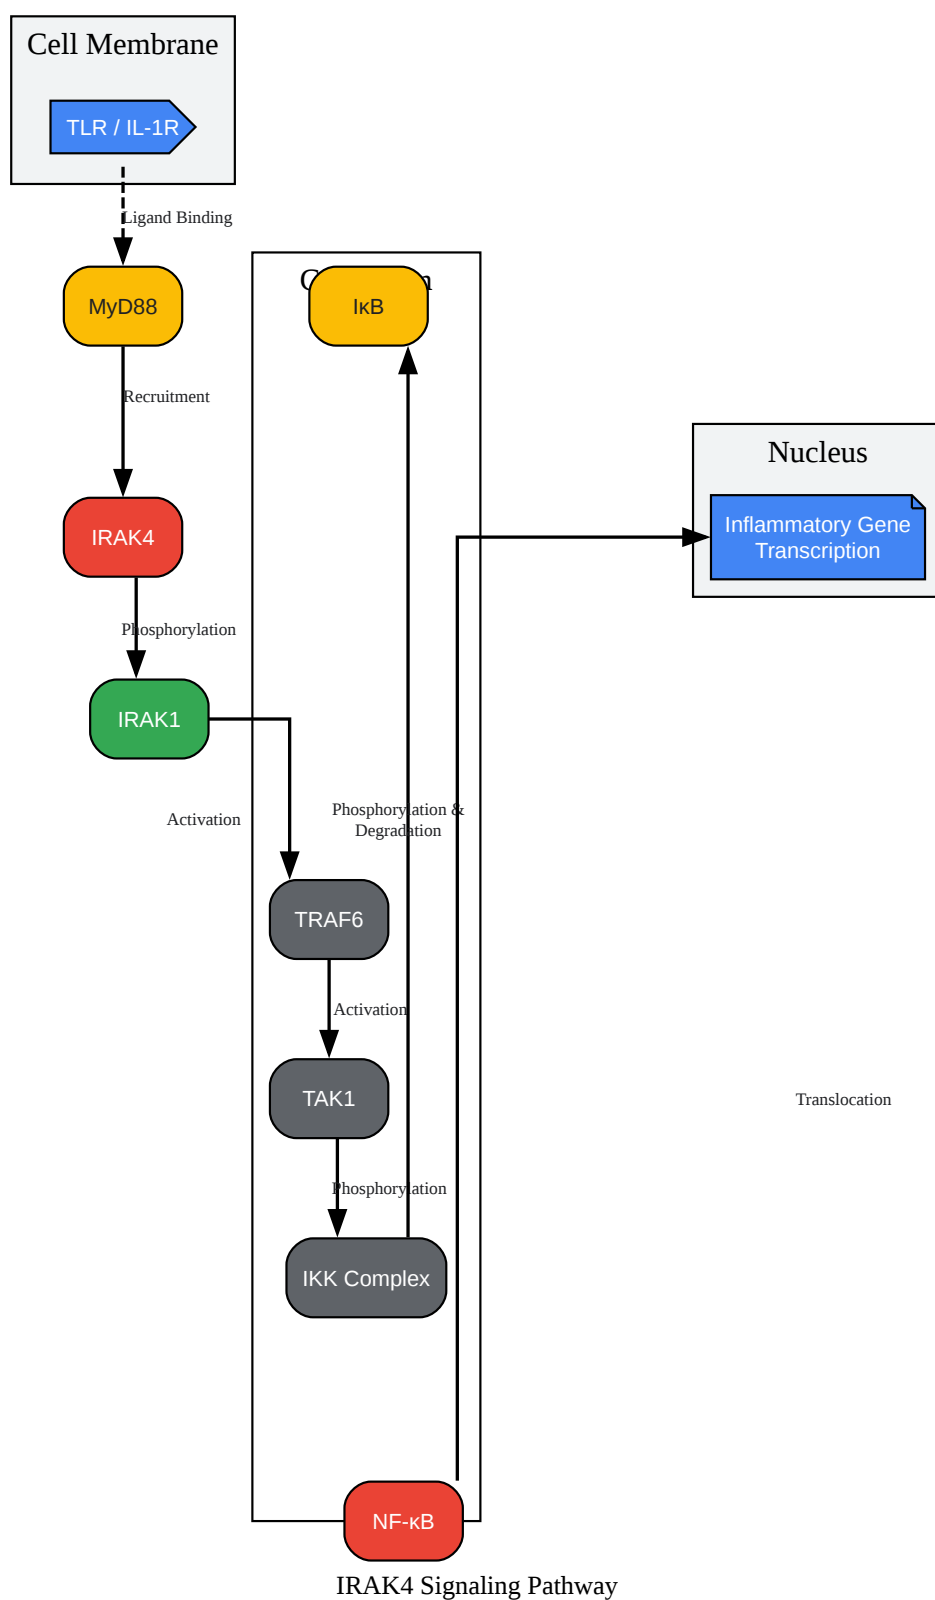 Cell Membrane
TLR / IL-1R
Ligand Binding
MyD88
IκB
Recruitment
Nucleus
Inflammatory Gene
Transcription
IRAK4
Phosphorylation
IRAK1
Activation
Phosphorylation &
Degradation
TRAF6
Activation
TAK1
Translocation
Phosphorylation
IKK Complex
NF-κB
IRAK4 Signaling Pathway